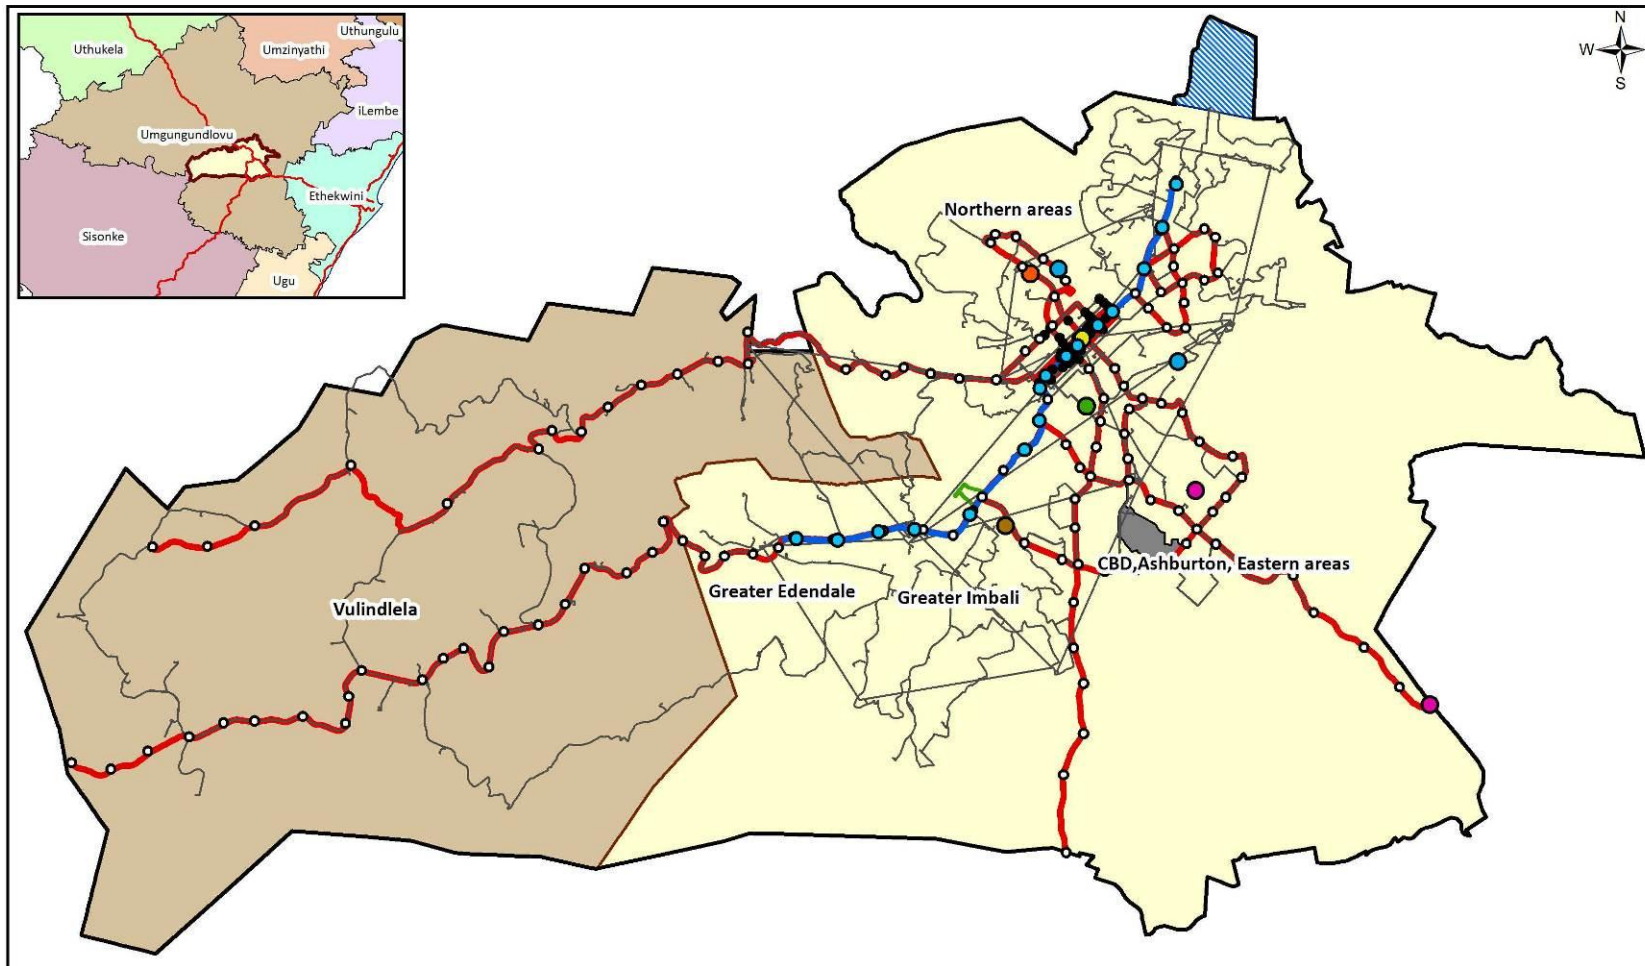 Uthukela
Umzinyathi
Uthungulu
iLembe
Umgungundlovu
Ethekwini
Sisonke
Ugu
N
W
E
S
Northern areas
CBD,Ashburton, Eastern areas
Greater Edendale
Greater Imbali
Vulindlela